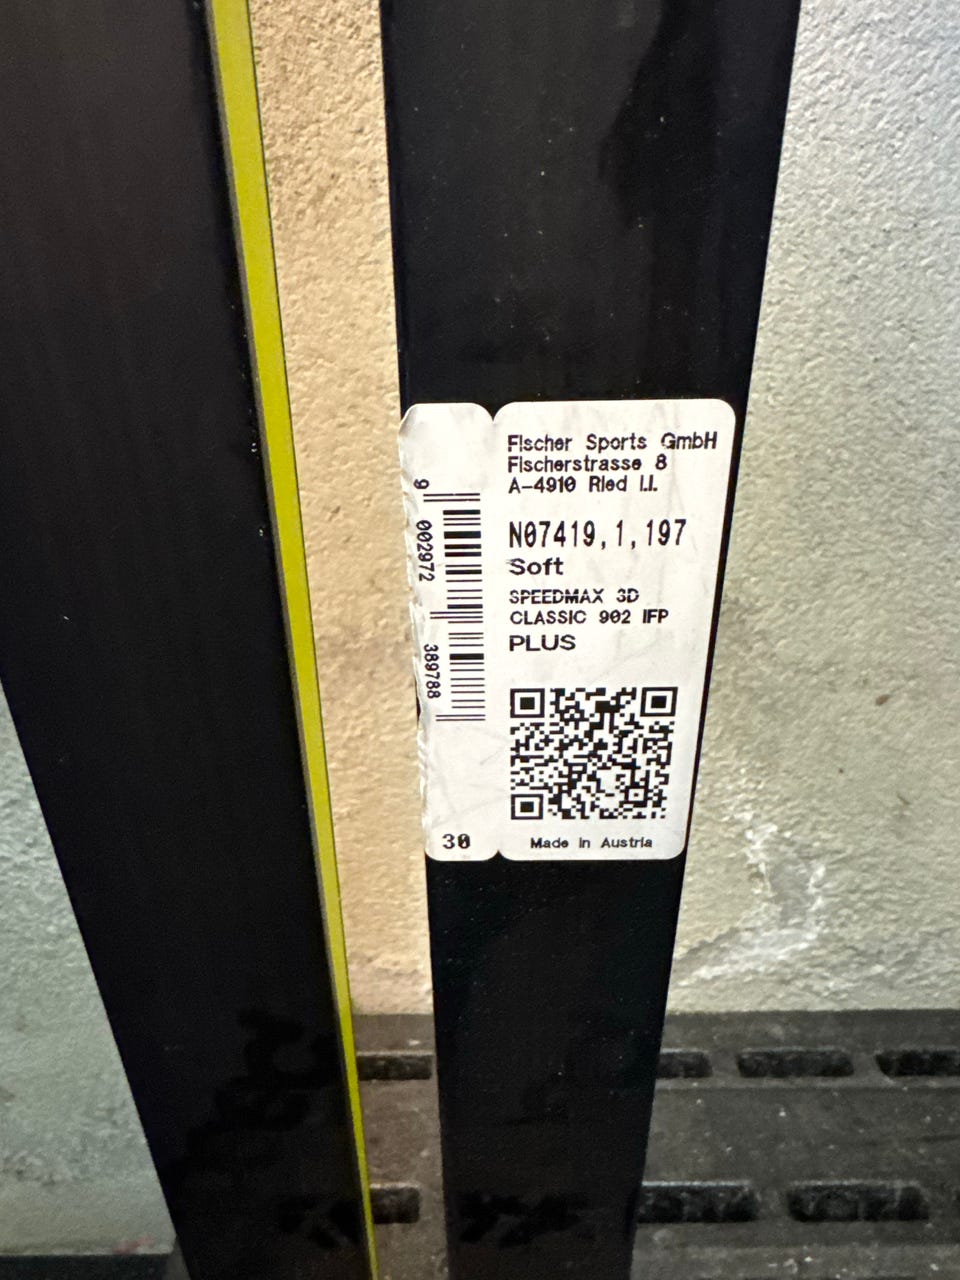 Fischer Sports GmbH
Fischerstrasse 8
A-4910 Ried i.I.
N07419,1,197
Soft
SPEEDMAX 3D
CLASSIC 902 IFP
PLUS
Made in Austria
9 002972 389788
30